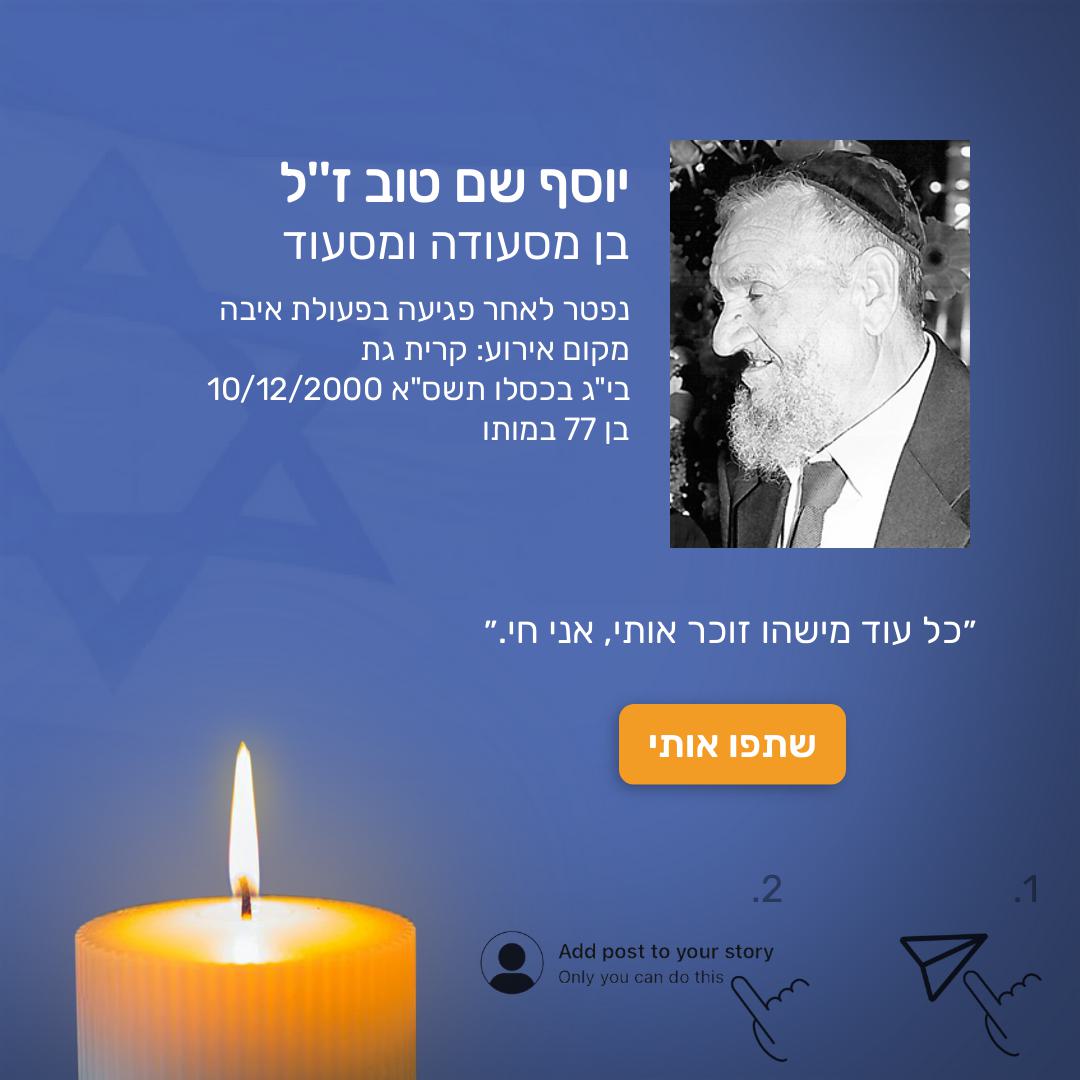 יוסף שם טוב ז"ל
בן מסעודה ומסעוד
נפטר לאחר פגיעה בפעולת איבה
מקום אירוע: קרית גת
בי"ג בכסלו תשס"א 10/12/2000
בן 77 במותו
״כל עוד מישהו זוכר אותי, אני חי.״
שתפו אותי
1.
2.
Add post to your story
Only you can do this